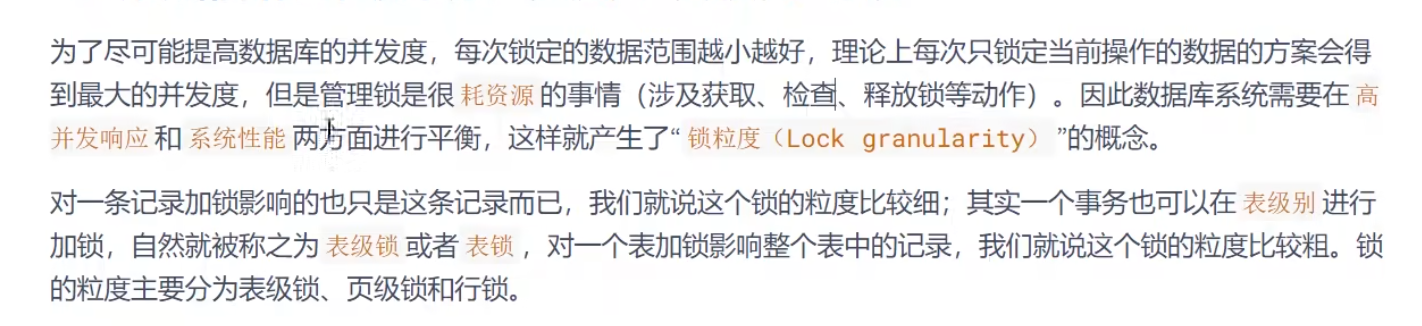 为了尽可能提高数据库的并发度，每次锁定的数据范围越小越好，理论上每次只锁定当前操作的数据的方案会得
到最大的并发度，但是管理锁是很 耗资源 的事情（涉及获取、检查、释放锁等动作）。因此数据库系统需要在 高
并发响应 和 系统性能 两方面进行平衡，这样就产生了“ 锁粒度（Lock granularity） ”的概念。
对一条记录加锁影响的也只是这条记录而已，我们就说这个锁的粒度比较细；其实一个事务也可以在 表级别 进行
加锁，自然就被称之为 表级锁 或者 表锁 ，对一个表加锁影响整个表中的记录，我们就说这个锁的粒度比较粗。锁
的粒度主要分为表级锁、页级锁和行锁。